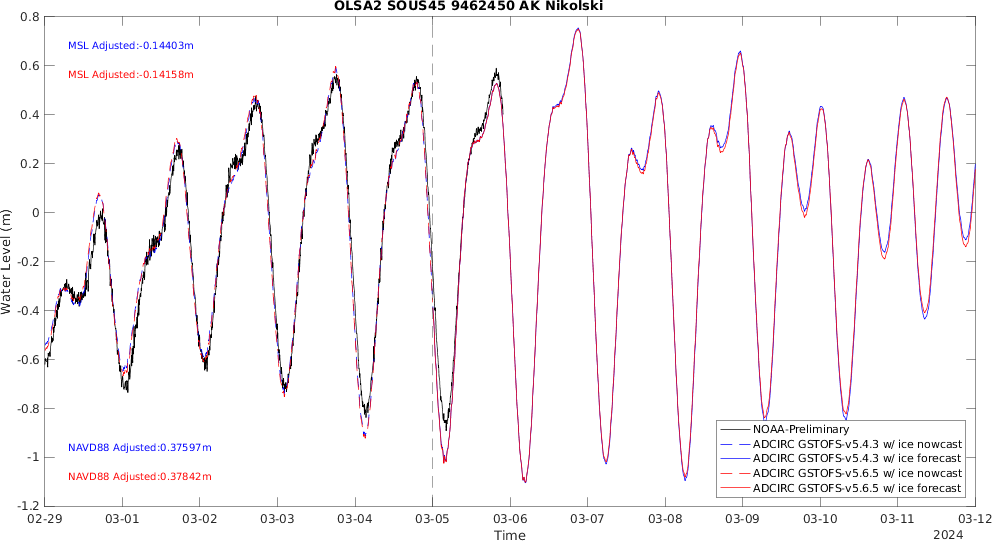 OLSA2 SOUS45 9462450 AK Nikolski
0.8
0.6
0.4
0.2
0
-0.2
-0.4
-0.6
-0.8
-1
-1.2
Water Level (m)
MSL Adjusted:-0.14403m
MSL Adjusted:-0.14158m
NAVD88 Adjusted:0.37597m
NAVD88 Adjusted:0.37842m
NOAA-Preliminary
ADCIRC GSTOFS-v5.4.3 w/ ice nowcast
ADCIRC GSTOFS-v5.4.3 w/ ice forecast
ADCIRC GSTOFS-v5.6.5 w/ ice nowcast
ADCIRC GSTOFS-v5.6.5 w/ ice forecast
02-29 03-01 03-02 03-03 03-04 03-05 03-06 03-07 03-08 03-09 03-10 03-11 03-12
Time
2024